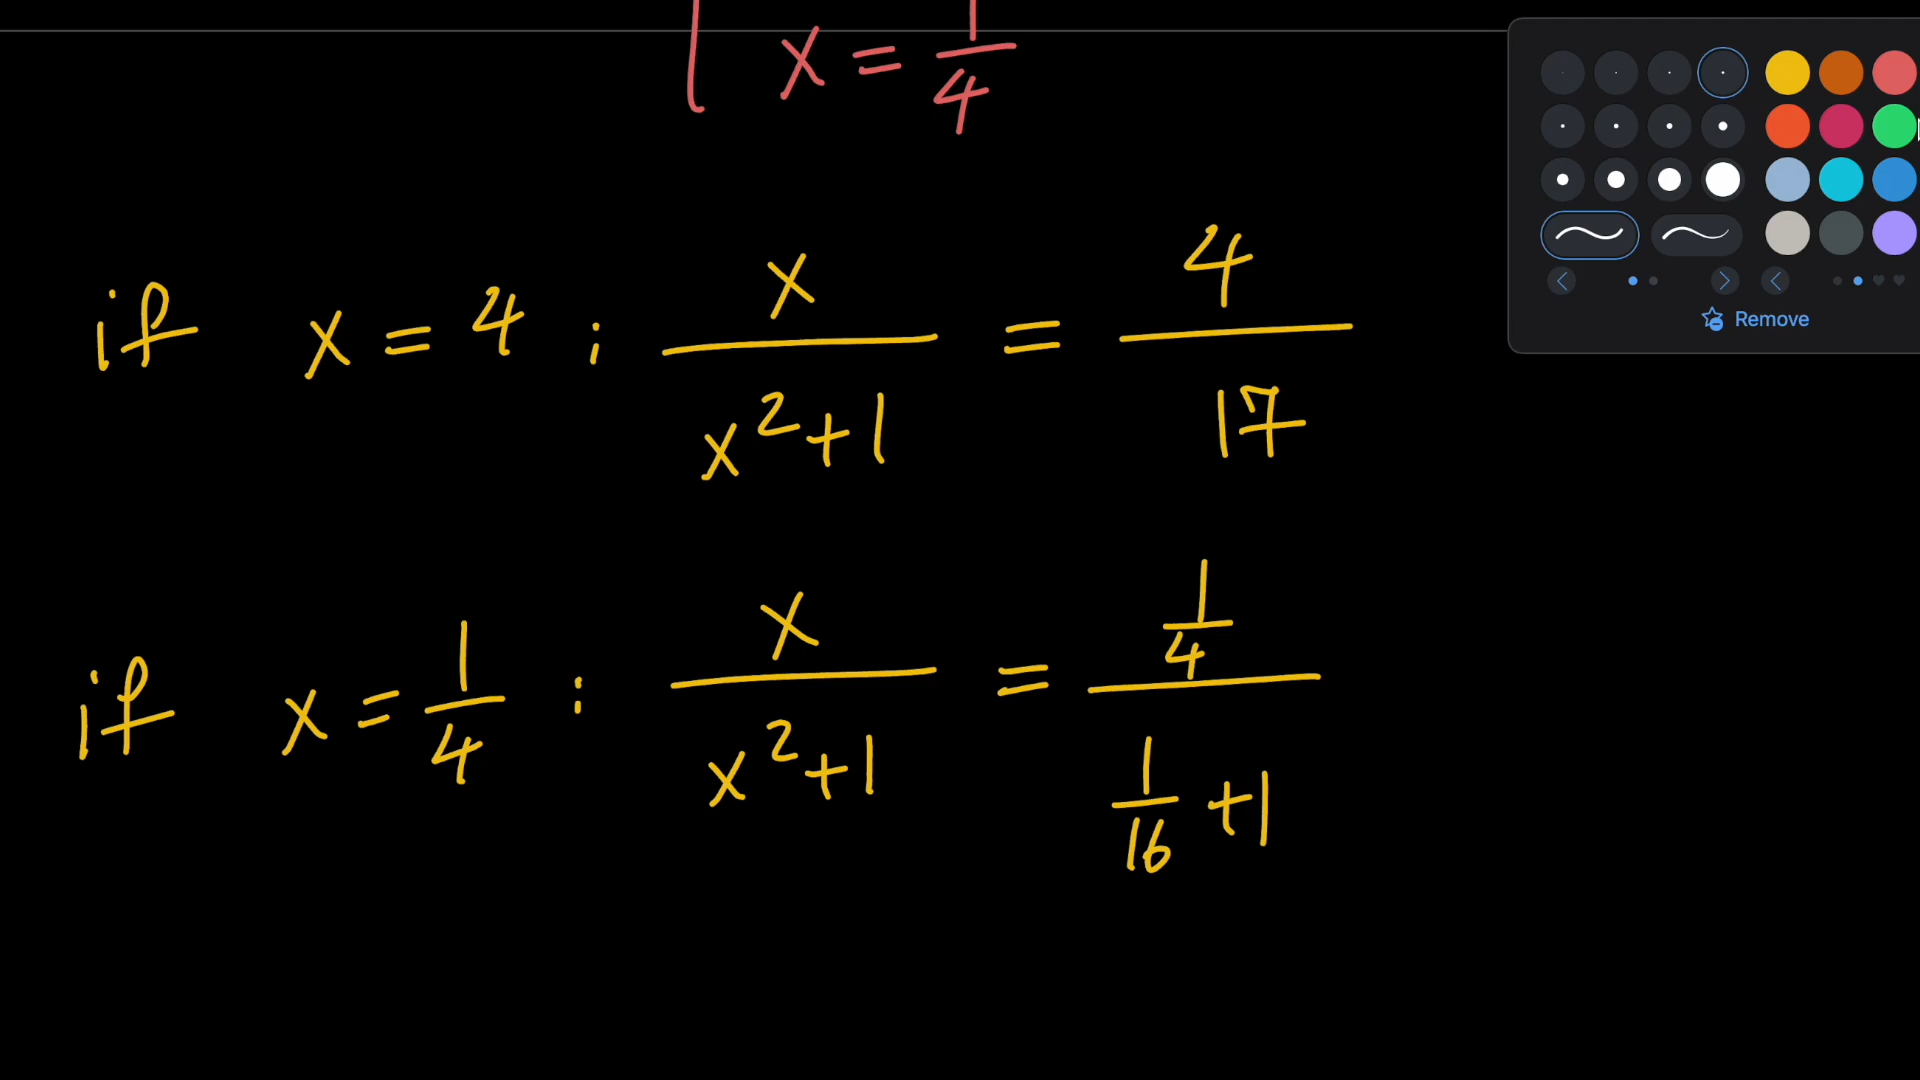 x = 1/4
if x = 4 : x/(x²+1) = 4/17
if x = 1/4 : x/(x²+1) = (1/4)/(1/16 +1)
Remove